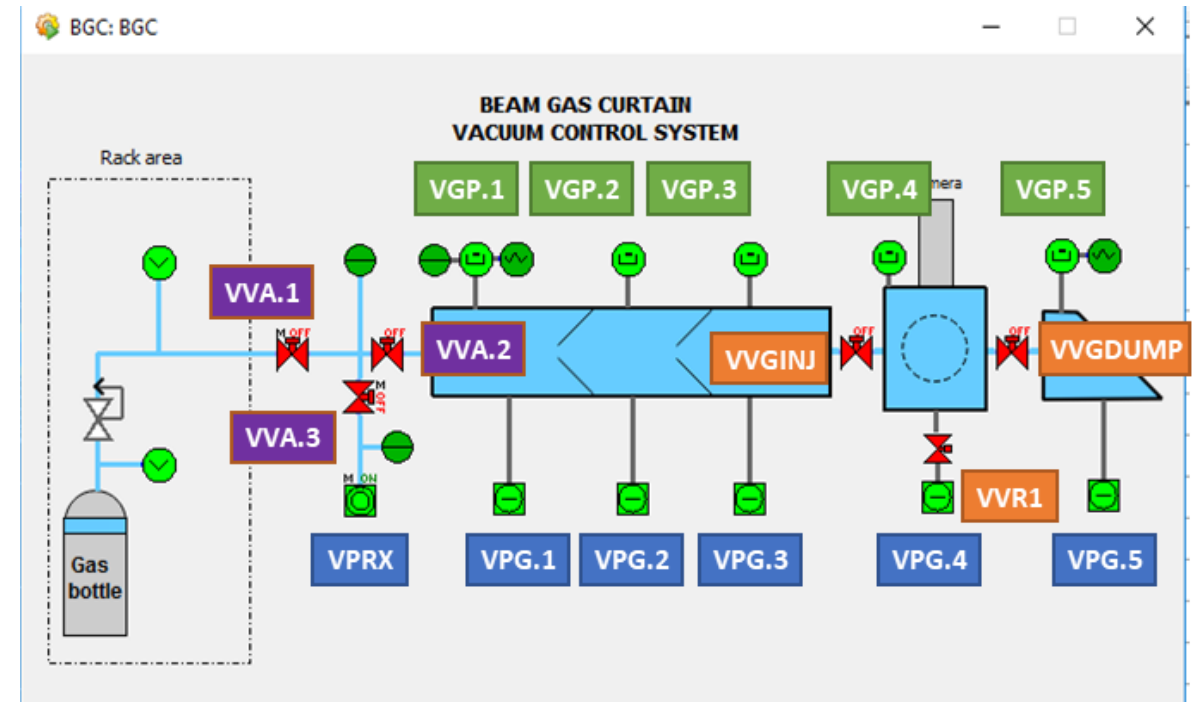 BGC: BGC
BEAM GAS CURTAIN
VACUUM CONTROL SYSTEM
Rack area
VGP.1
VGP.2
VGP.3
VGP.4
mera
VGP.5
VVA.1
M OFF
OFF
VVA.2
VVGINJ
OFF
OFF
VVGDUMP
M OFF
VVA.3
M ON
VVR1
VPRX
VPG.1
VPG.2
VPG.3
VPG.4
VPG.5
Gas
bottle